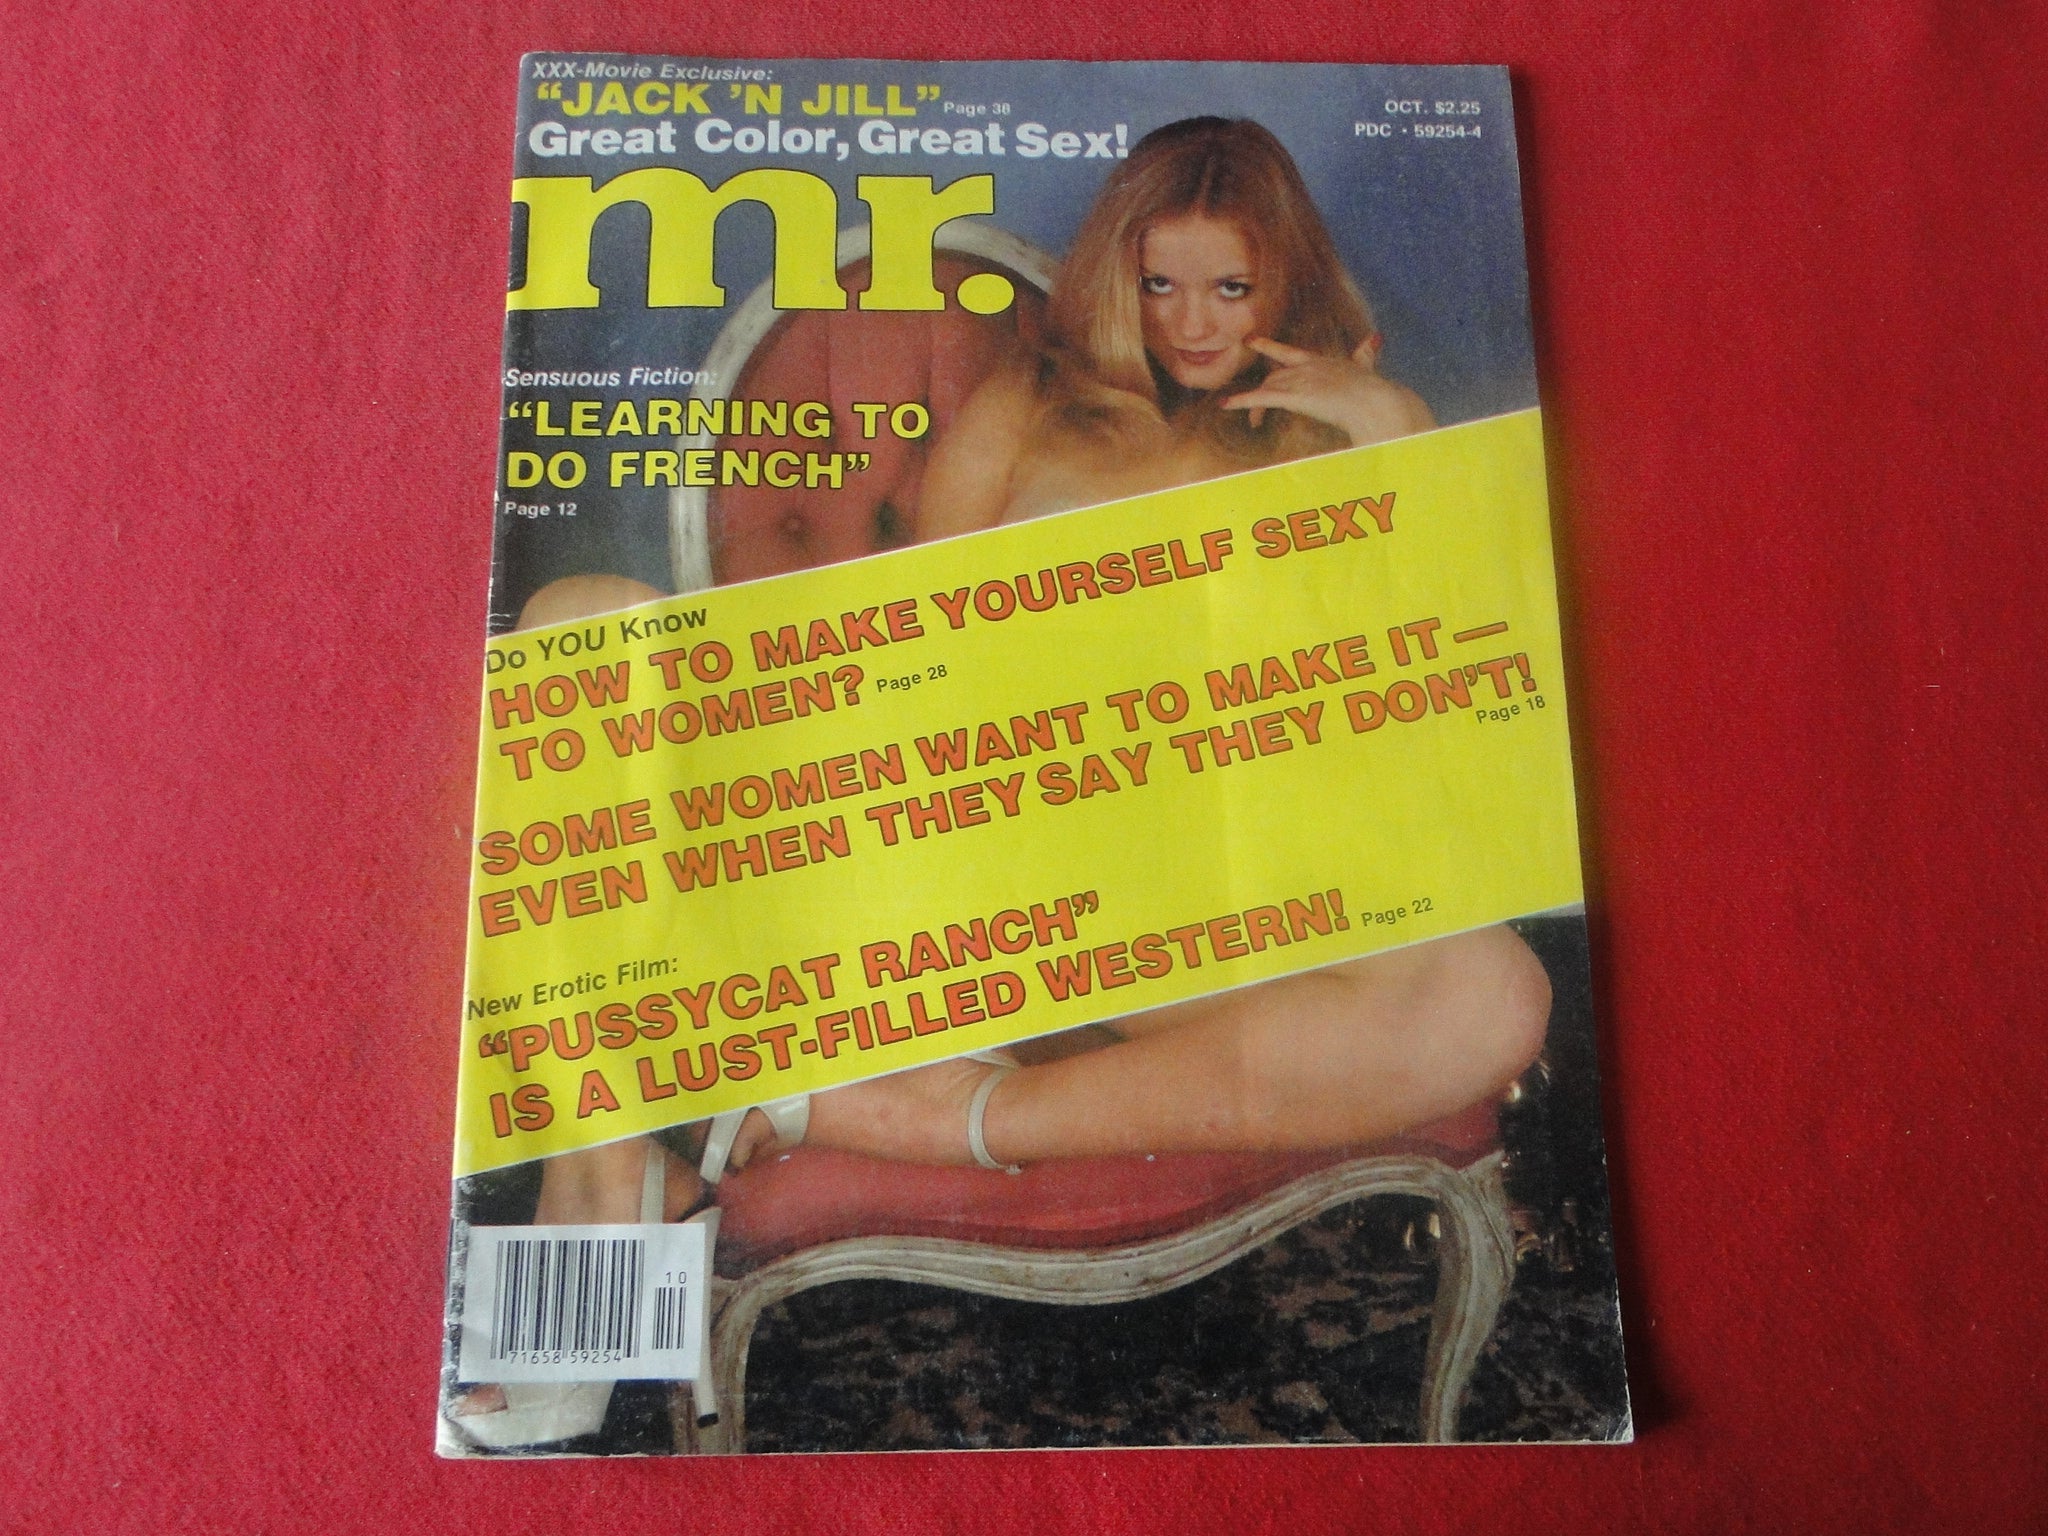 XXX-Movie Exclusive:
“JACK ’N JILL” Page 38
Great Color, Great Sex!
OCT. $2.25
PDC • 59254-4
mr.
Sensuous Fiction:
“LEARNING TO
DO FRENCH”
Page 12
Do YOU Know
HOW TO MAKE YOURSELF SEXY
TO WOMEN? Page 28
SOME WOMEN WANT TO MAKE IT—
EVEN WHEN THEY SAY THEY DON’T!
Page 18
New Erotic Film:
“PUSSYCAT RANCH”
IS A LUST-FILLED WESTERN! Page 22
10
71658 59254